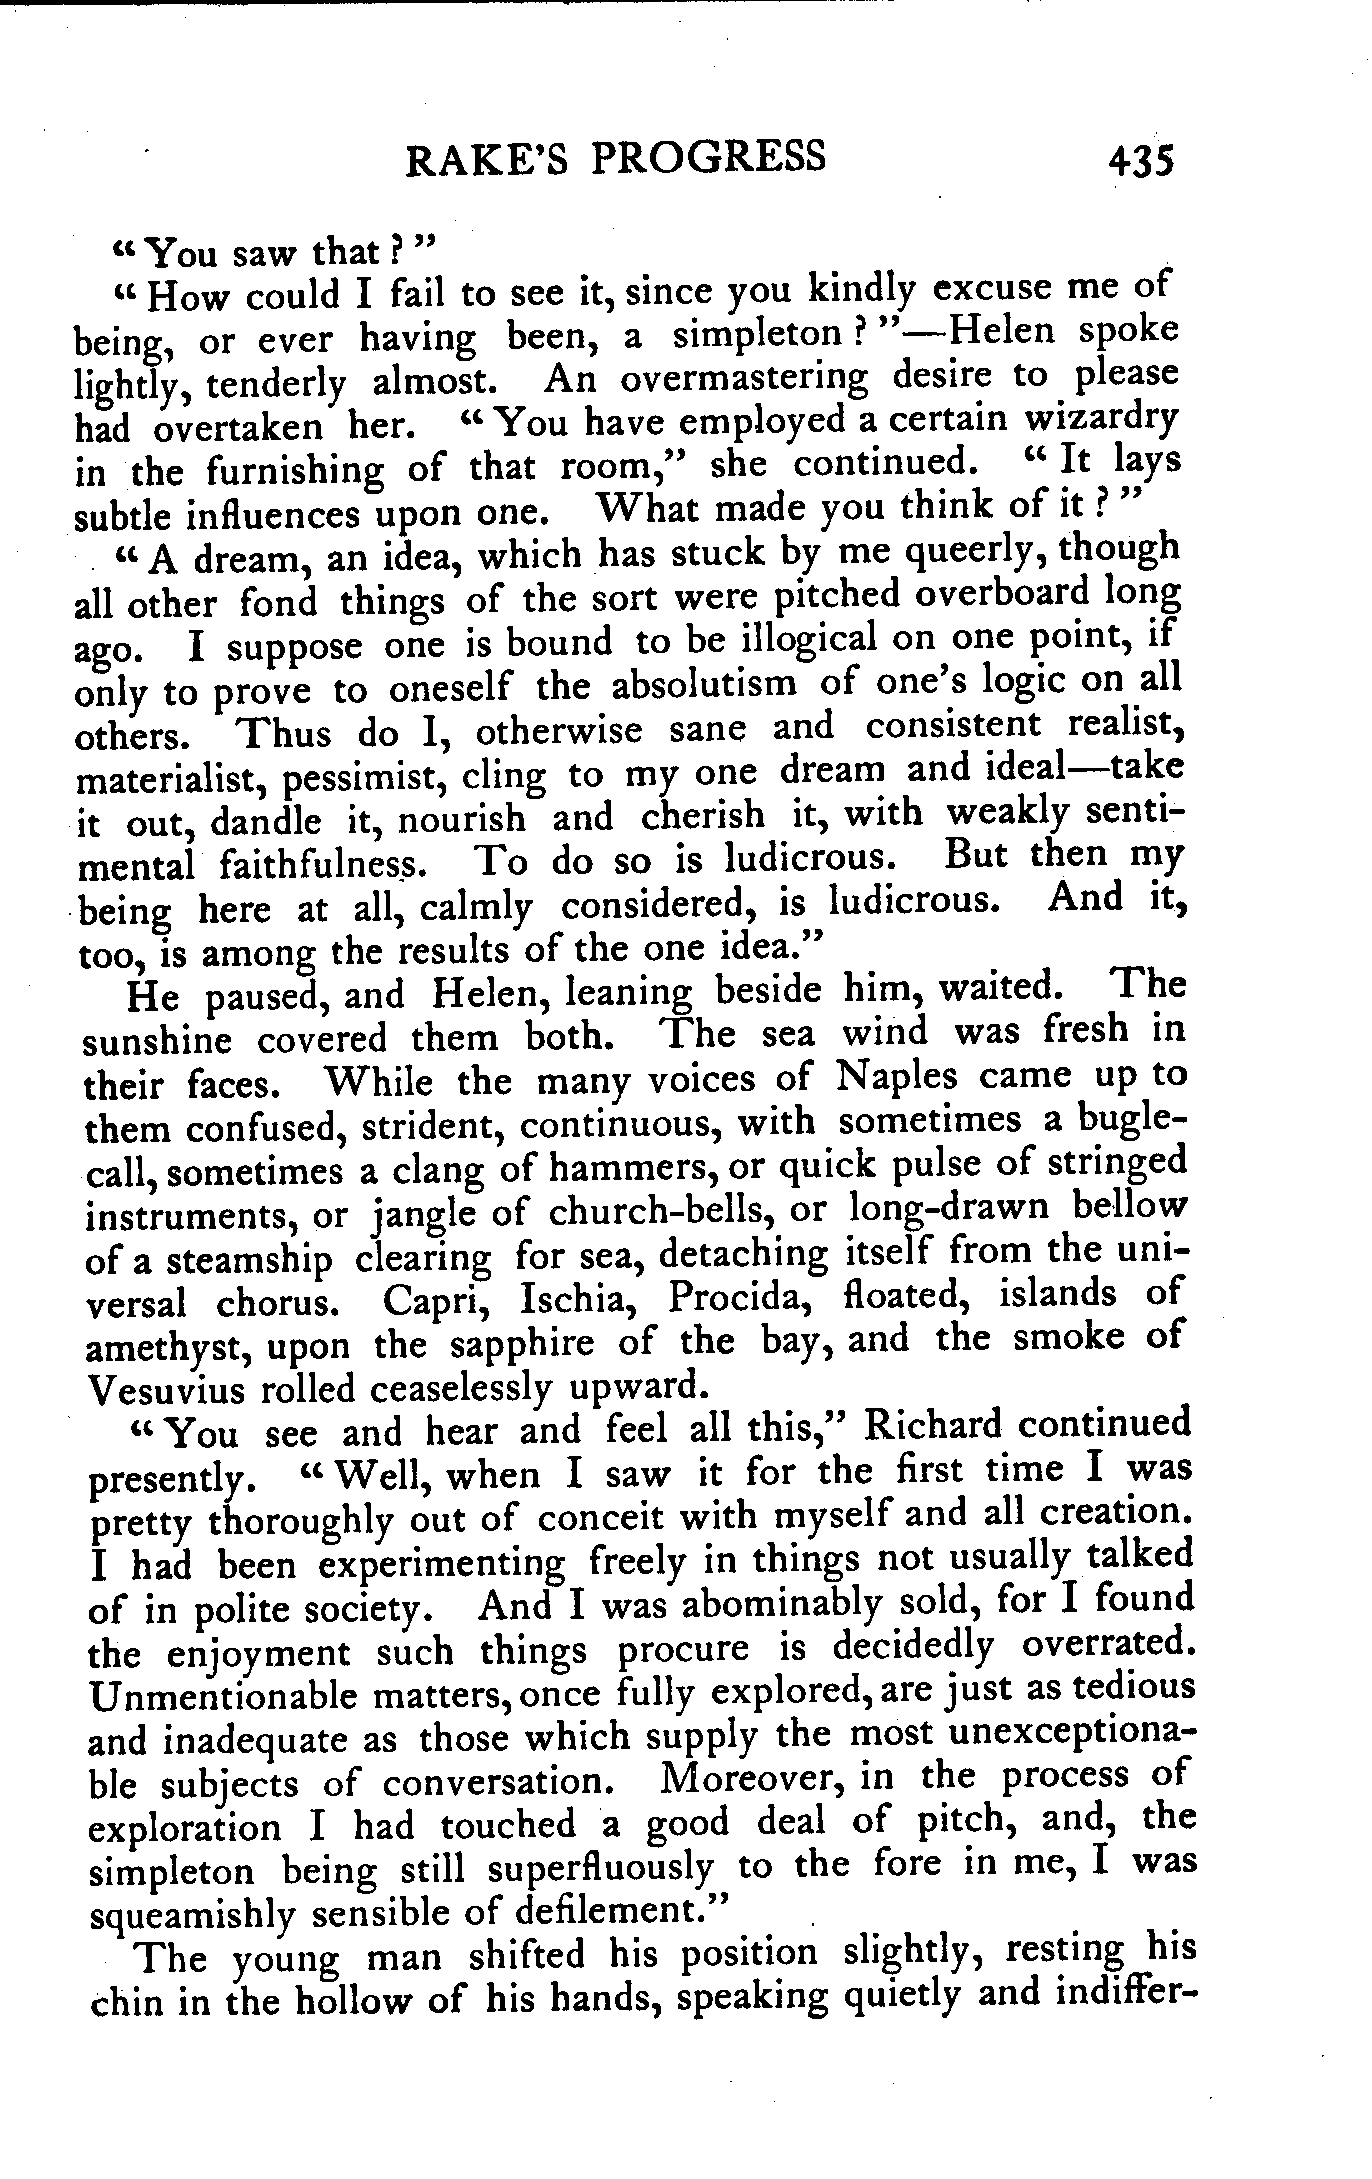 RAKE'S PROGRESS 435
“You saw that?”
“How could I fail to see it, since you kindly excuse me of
being, or ever having been, a simpleton?”—Helen spoke
lightly, tenderly almost. An overmastering desire to please
had overtaken her. “You have employed a certain wizardry
in the furnishing of that room,” she continued. “It lays
subtle influences upon one. What made you think of it?”
“A dream, an idea, which has stuck by me queerly, though
all other fond things of the sort were pitched overboard long
ago. I suppose one is bound to be illogical on one point, if
only to prove to oneself the absolutism of one's logic on all
others. Thus do I, otherwise sane and consistent realist,
materialist, pessimist, cling to my one dream and ideal—take
it out, dandle it, nourish and cherish it, with weakly senti-
mental faithfulness. To do so is ludicrous. But then my
being here at all, calmly considered, is ludicrous. And it,
too, is among the results of the one idea.”
He paused, and Helen, leaning beside him, waited. The
sunshine covered them both. The sea wind was fresh in
their faces. While the many voices of Naples came up to
them confused, strident, continuous, with sometimes a bugle-
call, sometimes a clang of hammers, or quick pulse of stringed
instruments, or jangle of church-bells, or long-drawn bellow
of a steamship clearing for sea, detaching itself from the uni-
versal chorus. Capri, Ischia, Procida, floated, islands of
amethyst, upon the sapphire of the bay, and the smoke of
Vesuvius rolled ceaselessly upward.
“You see and hear and feel all this,” Richard continued
presently. “Well, when I saw it for the first time I was
pretty thoroughly out of conceit with myself and all creation.
I had been experimenting freely in things not usually talked
of in polite society. And I was abominably sold, for I found
the enjoyment such things procure is decidedly overrated.
Unmentionable matters, once fully explored, are just as tedious
and inadequate as those which supply the most unexceptiona-
ble subjects of conversation. Moreover, in the process of
exploration I had touched a good deal of pitch, and, the
simpleton being still superfluously to the fore in me, I was
squeamishly sensible of defilement.”
The young man shifted his position slightly, resting his
chin in the hollow of his hands, speaking quietly and indiffer-